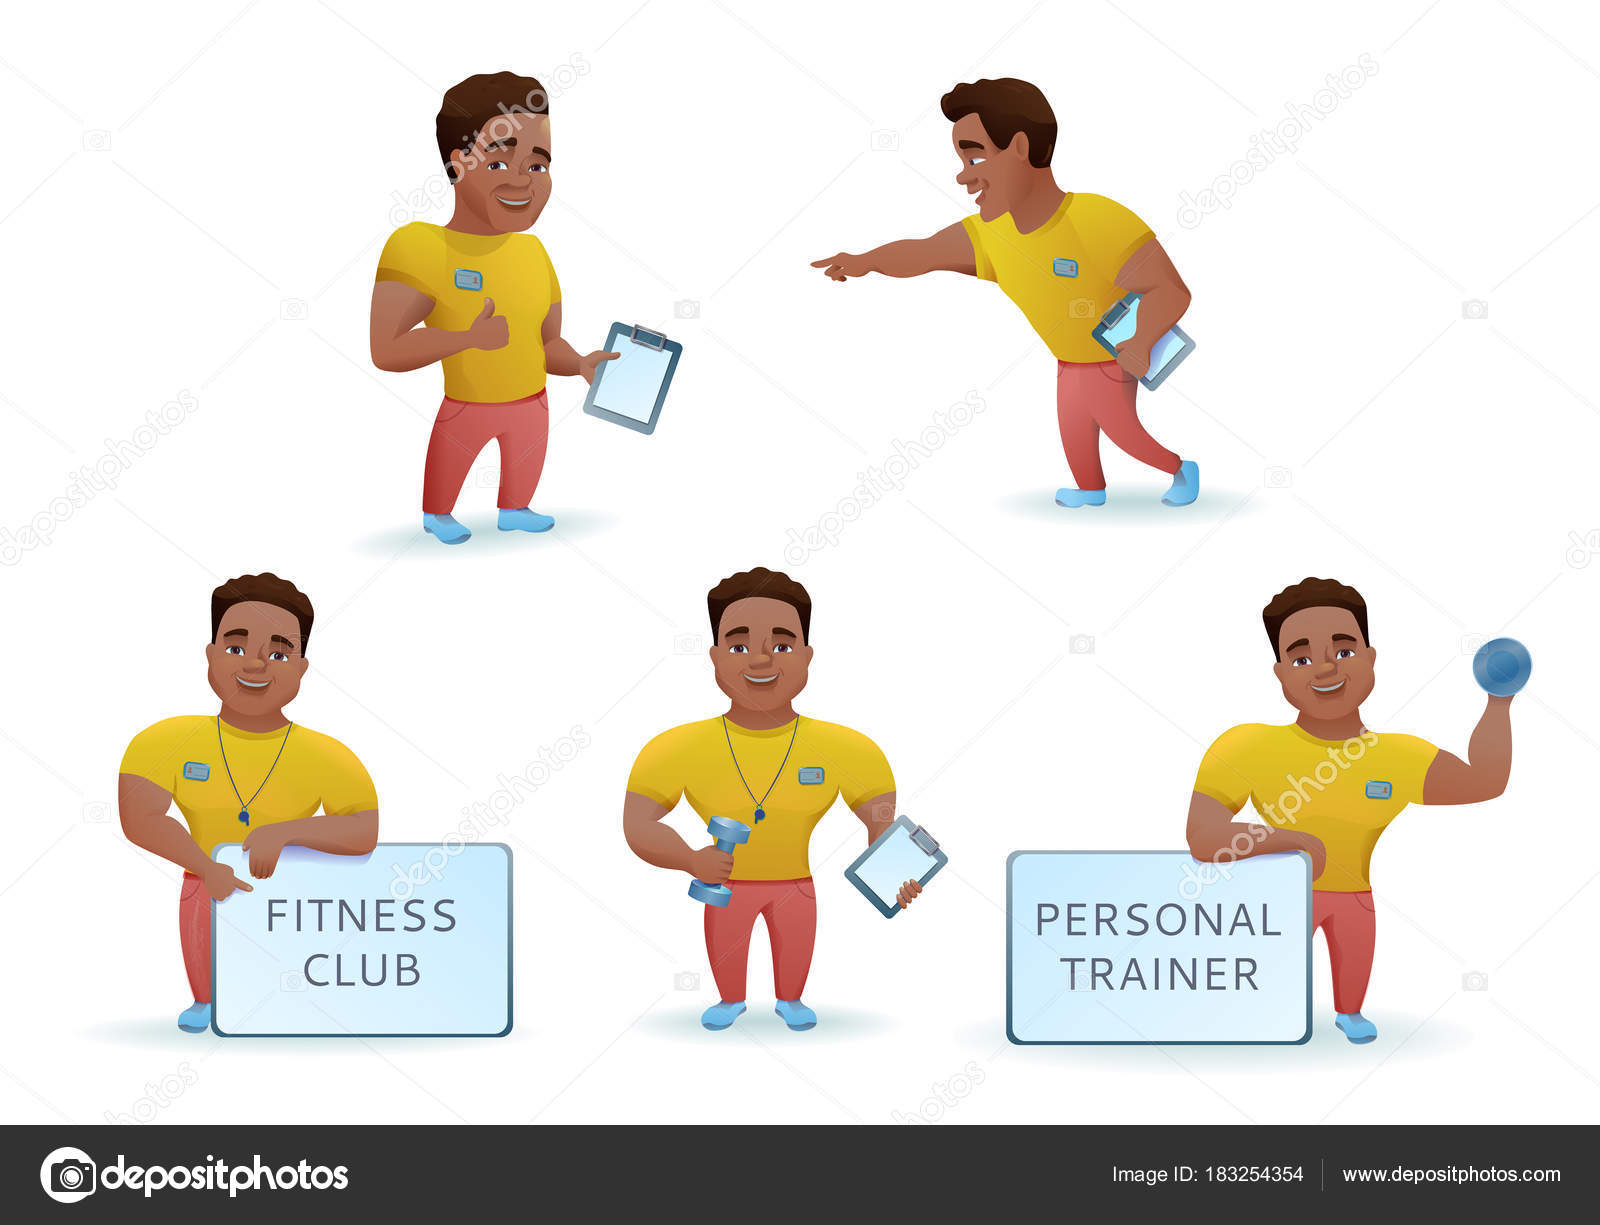 FITNESS
CLUB
PERSONAL
TRAINER
depositphotos
Image ID: 183254354
www.depositphotos.com